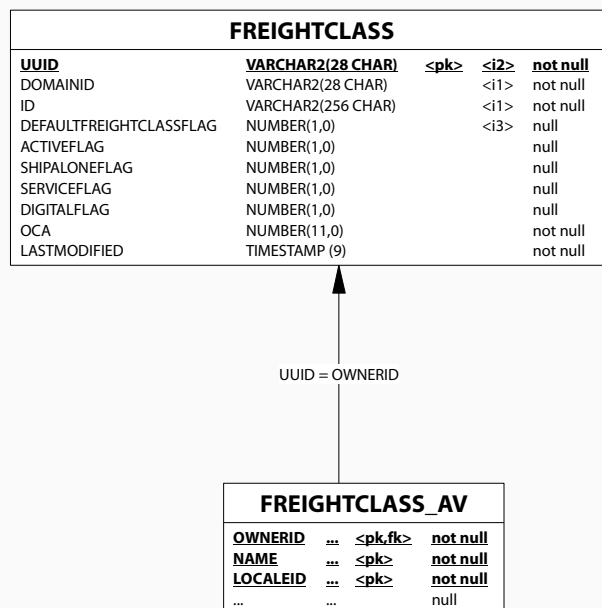 FREIGHTCLASS
UUID VARCHAR2(28 CHAR) <pk> <i2> not null
DOMAINID VARCHAR2(28 CHAR) <i1> not null
ID VARCHAR2(256 CHAR) <i1> not null
DEFAULTFREIGHTCLASSFLAG NUMBER(1,0) <i3> null
ACTIVEFLAG NUMBER(1,0) null
SHIPALONEFLAG NUMBER(1,0) null
SERVICEFLAG NUMBER(1,0) null
DIGITALFLAG NUMBER(1,0) null
OCA NUMBER(11,0) not null
LASTMODIFIED TIMESTAMP (9) not null
UUID = OWNERID
FREIGHTCLASS_AV
OWNERID ... <pk,fk> not null
NAME ... <pk> not null
LOCALEID ... <pk> not null
... ... null